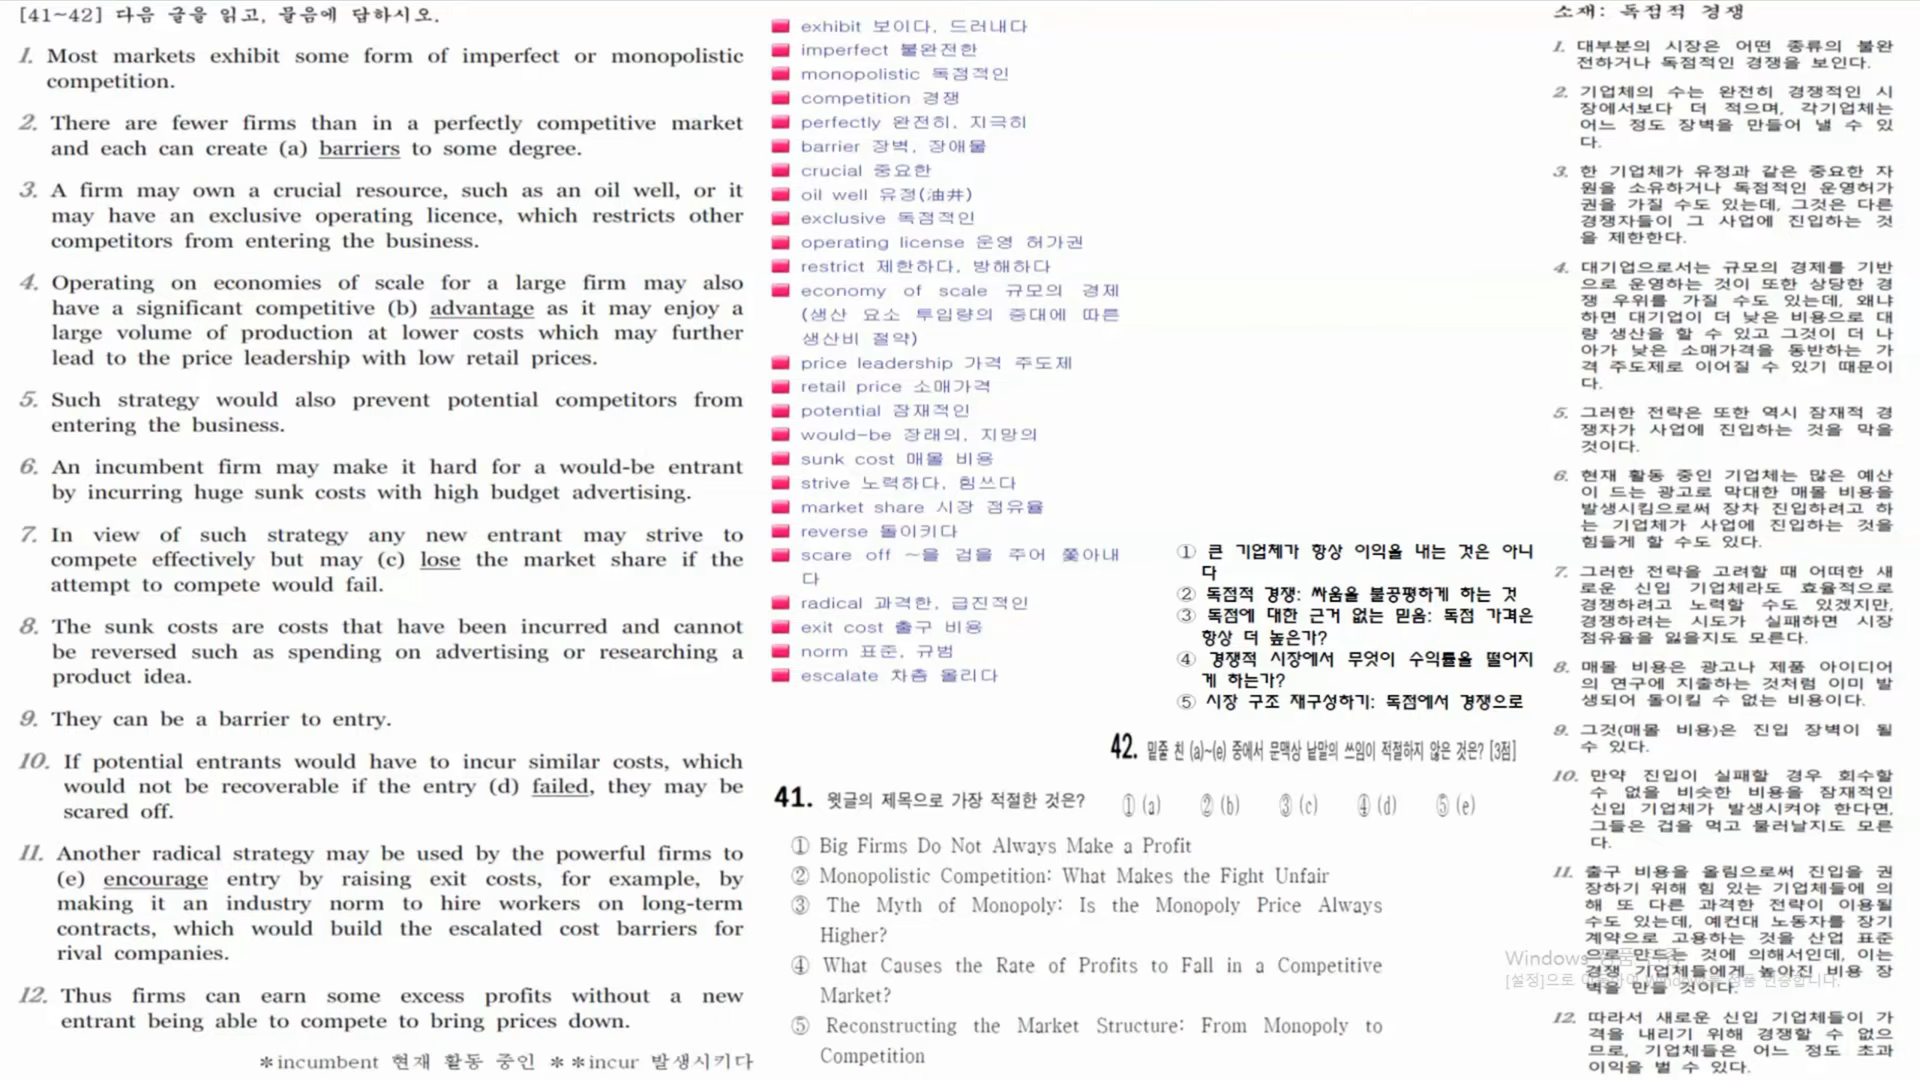 [41~42] 다음 글을 읽고, 물음에 답하시오.
1. Most markets exhibit some form of imperfect or monopolistic
competition.
2. There are fewer firms than in a perfectly competitive market
and each can create (a) barriers to some degree.
3. A firm may own a crucial resource, such as an oil well, or it
may have an exclusive operating licence, which restricts other
competitors from entering the business.
4. Operating on economies of scale for a large firm may also
have a significant competitive (b) advantage as it may enjoy a
large volume of production at lower costs which may further
lead to the price leadership with low retail prices.
5. Such strategy would also prevent potential competitors from
entering the business.
6. An incumbent firm may make it hard for a would-be entrant
by incurring huge sunk costs with high budget advertising.
7. In view of such strategy any new entrant may strive to
compete effectively but may (c) lose the market share if the
attempt to compete would fail.
8. The sunk costs are costs that have been incurred and cannot
be reversed such as spending on advertising or researching a
product idea.
9. They can be a barrier to entry.
10. If potential entrants would have to incur similar costs, which
would not be recoverable if the entry (d) failed, they may be
scared off.
11. Another radical strategy may be used by the powerful firms to
(e) encourage entry by raising exit costs, for example, by
making it an industry norm to hire workers on long-term
contracts, which would build the escalated cost barriers for
rival companies.
12. Thus firms can earn some excess profits without a new
entrant being able to compete to bring prices down.
*incumbent 현재 활동 중인 **incur 발생시키다
exhibit 보이다, 드러내다
imperfect 불완전한
monopolistic 독점적인
competition 경쟁
perfectly 완전히, 지극히
barrier 장벽, 장애물
crucial 중요한
oil well 유정(油井)
exclusive 독점적인
operating license 운영 허가권
restrict 제한하다, 방해하다
economy of scale 규모의 경제
(생산 요소 투입량의 증대에 따른
생산비 절약)
price leadership 가격 주도제
retail price 소매가격
potential 잠재적인
would-be 장래의, 지망의
sunk cost 매몰 비용
strive 노력하다, 힘쓰다
market share 시장 점유율
reverse 돌이키다
scare off ~을 겁을 주어 쫓아내
다
radical 과격한, 급진적인
exit cost 출구 비용
norm 표준, 규범
escalate 차츰 올리다
41. 윗글의 제목으로 가장 적절한 것은?
① Big Firms Do Not Always Make a Profit
② Monopolistic Competition: What Makes the Fight Unfair
③ The Myth of Monopoly: Is the Monopoly Price Always
Higher?
④ What Causes the Rate of Profits to Fall in a Competitive
Market?
⑤ Reconstructing the Market Structure: From Monopoly to
Competition
① 큰 기업체가 항상 이익을 내는 것은 아니
다
② 독점적 경쟁: 싸움을 불공평하게 하는 것
③ 독점에 대한 근거 없는 믿음: 독점 가격은
항상 더 높은가?
④ 경쟁적 시장에서 무엇이 수익률을 떨어지
게 하는가?
⑤ 시장 구조 재구성하기: 독점에서 경쟁으로
42. 밑줄 친 (a)~(e) 중에서 문맥상 낱말의 쓰임이 적절하지 않은 것은? [3점]
① (a) ② (b) ③ (c) ④ (d) ⑤ (e)
소재: 독점적 경쟁
1. 대부분의 시장은 어떤 종류의 불완
전하거나 독점적인 경쟁을 보인다.
2. 기업체의 수는 완전히 경쟁적인 시
장에서보다 더 적으며, 각기업체는
어느 정도 장벽을 만들어 낼 수 있
다.
3. 한 기업체가 유정과 같은 중요한 자
원을 소유하거나 독점적인 운영허가
권을 가질 수도 있는데, 그것은 다른
경쟁자들이 그 사업에 진입하는 것
을 제한한다.
4. 대기업으로서는 규모의 경제를 기반
으로 운영하는 것이 또한 상당한 경
쟁 우위를 가질 수도 있는데, 왜냐
하면 대기업이 더 낮은 비용으로 대
량 생산을 할 수 있고 그것이 더 나
아가 낮은 소매가격을 동반하는 가
격 주도제로 이어질 수 있기 때문이
다.
5. 그러한 전략은 또한 역시 잠재적 경
쟁자가 사업에 진입하는 것을 막을
것이다.
6. 현재 활동 중인 기업체는 많은 예산
이 드는 광고로 막대한 매몰 비용을
발생시킴으로써 장차 진입하려고 하
는 기업체가 사업에 진입하는 것을
힘들게 할 수도 있다.
7. 그러한 전략을 고려할 때 어떠한 새
로운 신입 기업체라도 효율적으로
경쟁하려고 노력할 수도 있겠지만,
경쟁하려는 시도가 실패하면 시장
점유율을 잃을지도 모른다.
8. 매몰 비용은 광고나 제품 아이디어
의 연구에 지출하는 것처럼 이미 발
생되어 돌이킬 수 없는 비용이다.
9. 그것(매몰 비용)은 진입 장벽이 될
수 있다.
10. 만약 진입이 실패할 경우 회수할
수 없을 비슷한 비용을 잠재적인
신입 기업체가 발생시켜야 한다면,
그들은 겁을 먹고 물러날지도 모른
다.
11. 출구 비용을 올림으로써 진입을 권
장하기 위해 힘 있는 기업체들에 의
해 또 다른 과격한 전략이 이용될
수도 있는데, 예컨대 노동자를 장기
계약으로 고용하는 것을 산업 표준
으로 만드는 것에 의해서인데, 이는
경쟁 기업체들에게 높아진 비용 장
벽을 만들 것이다.
12. 따라서 새로운 신입 기업체들이 가
격을 내리기 위해 경쟁할 수 없으
므로, 기업체들은 어느 정도 초과
이익을 벌 수 있다.
Windows